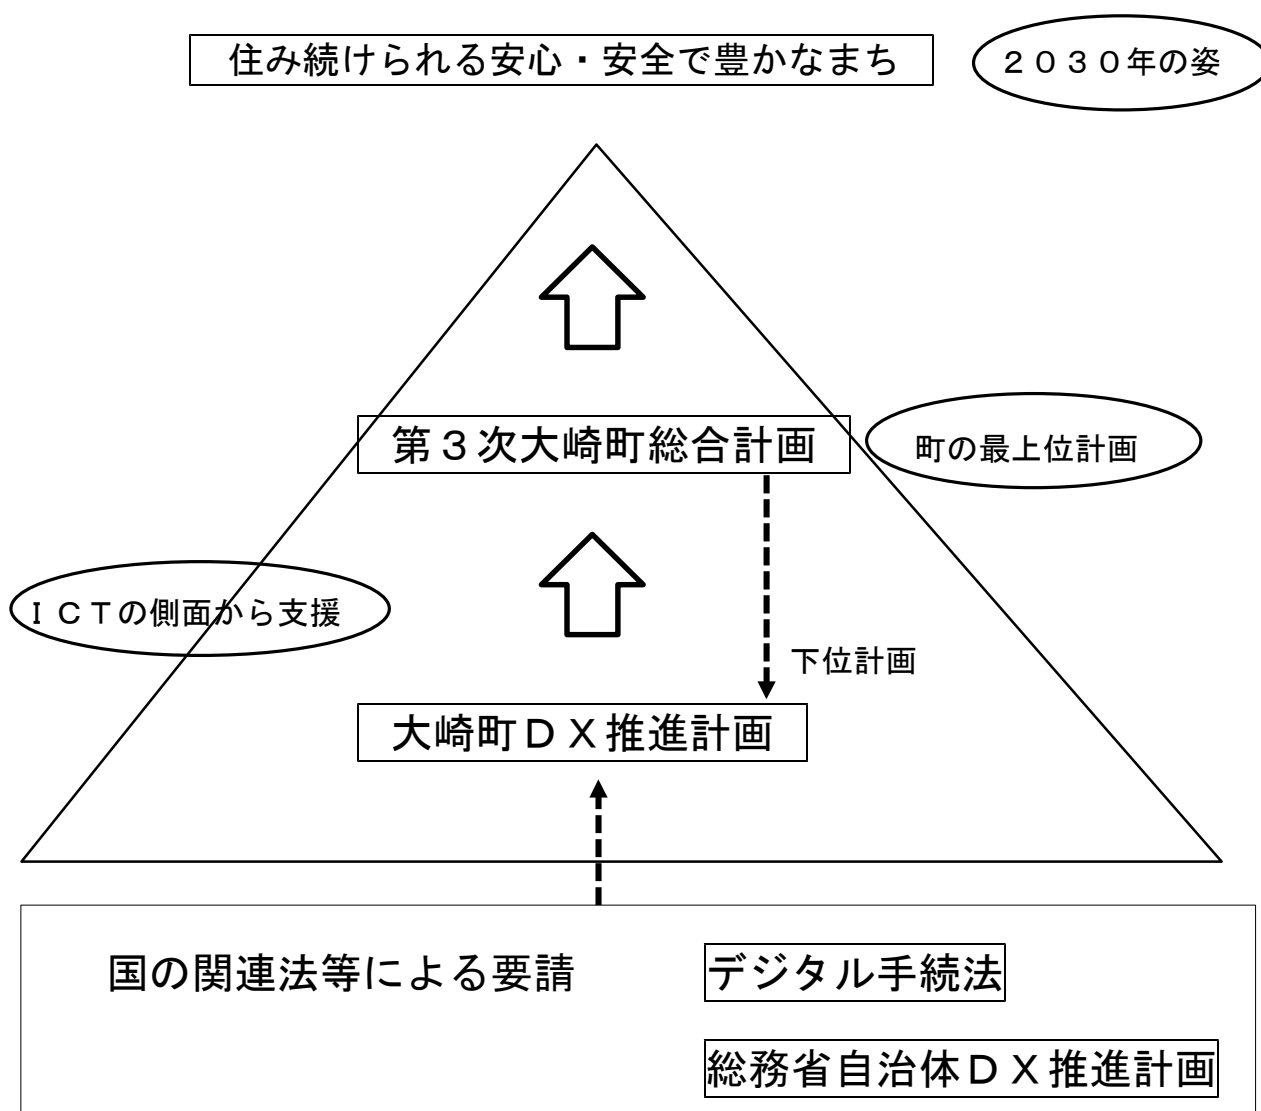 住み続けられる安心・安全で豊かなまち
２０３０年の姿
第３次大崎町総合計画
町の最上位計画
ＩＣＴの側面から支援
下位計画
大崎町ＤＸ推進計画
国の関連法等による要請
デジタル手続法
総務省自治体ＤＸ推進計画